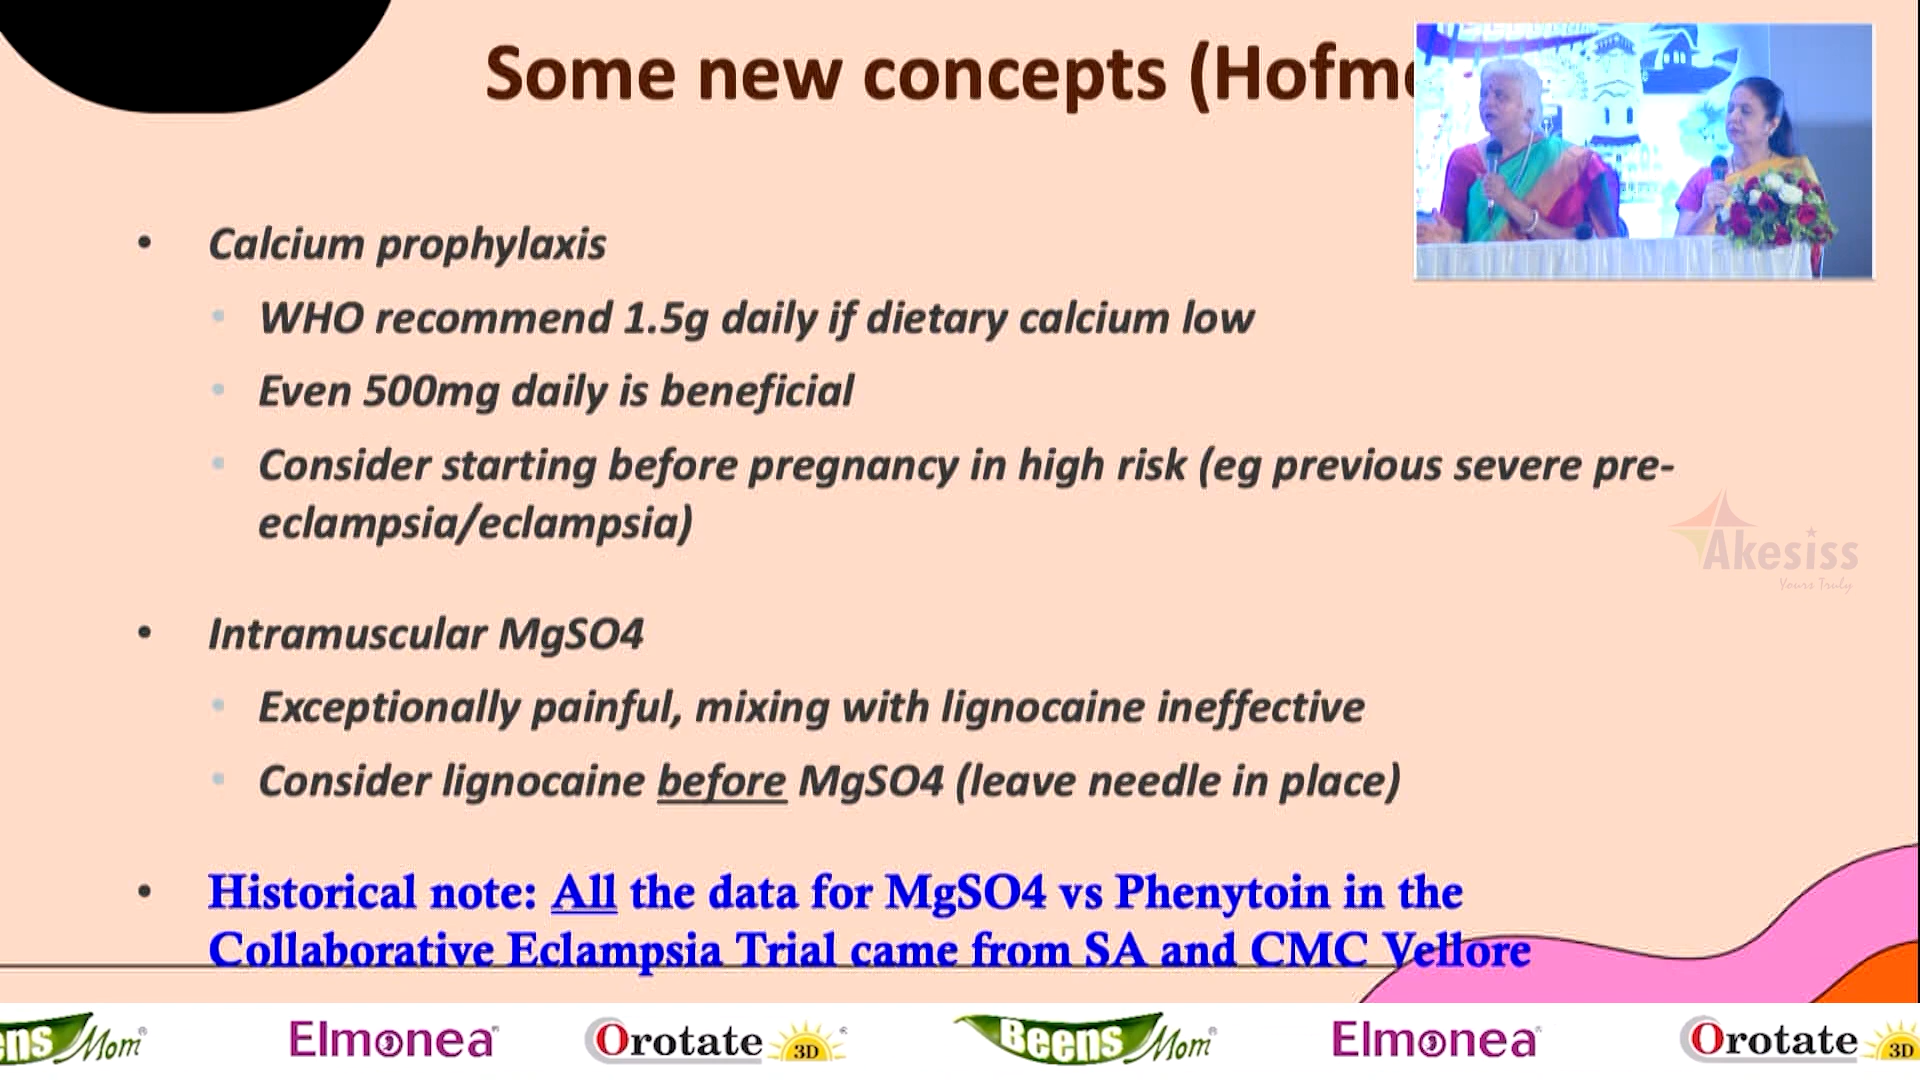 Some new concepts (Hofm
• Calcium prophylaxis
• WHO recommend 1.5g daily if dietary calcium low
• Even 500mg daily is beneficial
• Consider starting before pregnancy in high risk (eg previous severe pre-
eclampsia/eclampsia)
Akesiss
Yours Truly
• Intramuscular MgSO4
• Exceptionally painful, mixing with lignocaine ineffective
• Consider lignocaine before MgSO4 (leave needle in place)
• Historical note: All the data for MgSO4 vs Phenytoin in the
Collaborative Eclampsia Trial came from SA and CMC Vellore
ens Mom Elmonea Orotate 3D Beens Mom Elmonea Orotate 3D